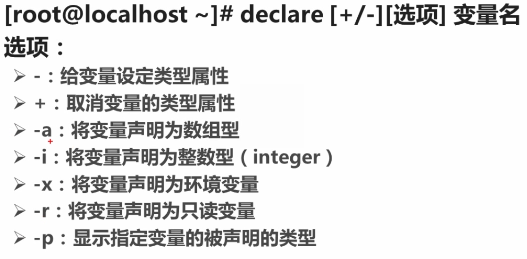 [root@localhost ~]# declare [+/-][选项] 变量名
选项：
➢ -：给变量设定类型属性
➢ +：取消变量的类型属性
➢ -a：将变量声明为数组型
➢ -i：将变量声明为整数型（integer）
➢ -x：将变量声明为环境变量
➢ -r：将变量声明为只读变量
➢ -p：显示指定变量的被声明的类型